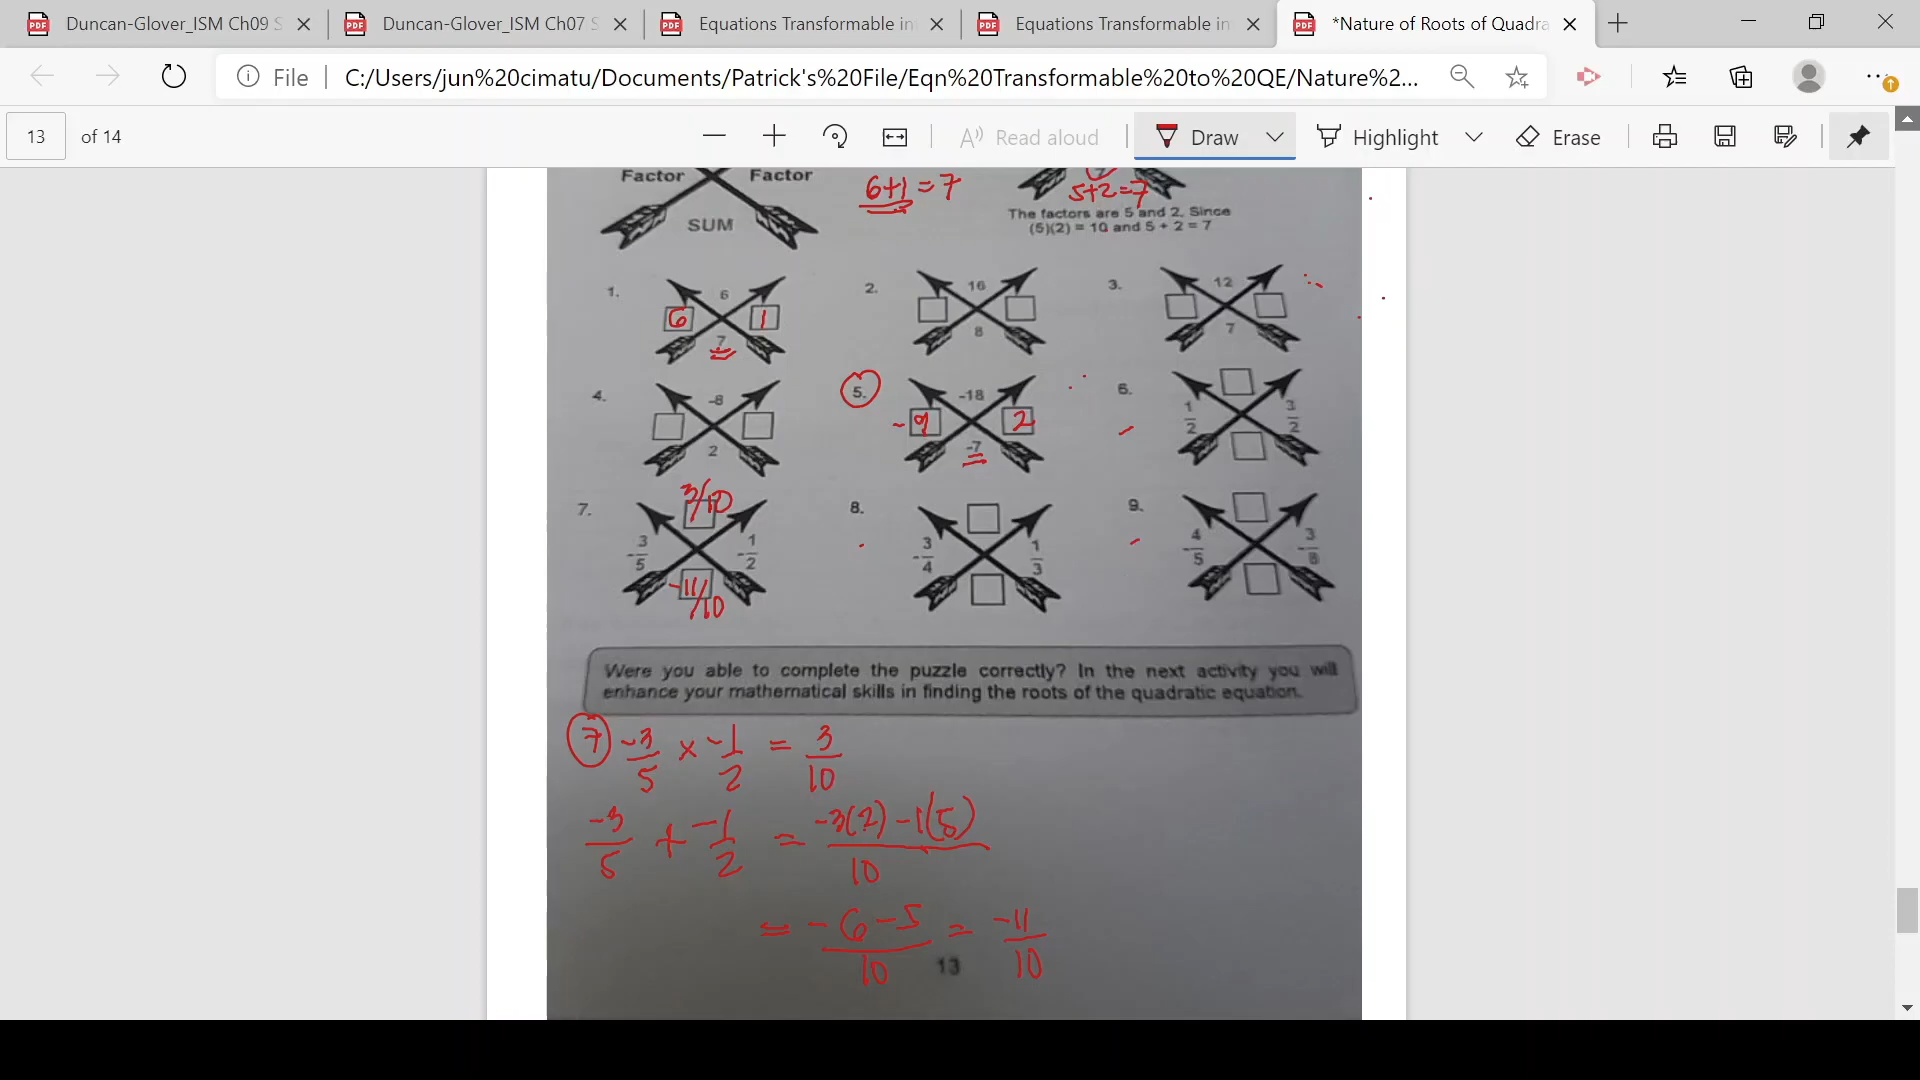 Duncan-Glover_ISM Ch09 S
Duncan-Glover_ISM Ch07 S
Equations Transformable in
Equations Transformable in
*Nature of Roots of Quadra
File
C:/Users/jun%20cimatu/Documents/Patrick's%20File/Eqn%20Transformable%20to%20QE/Nature%2...
13 of 14
Read aloud
Draw
Highlight
Erase
Factor Factor
SUM
6+1 = 7
5+2=7
The factors are 5 and 2. Since
(5)(2) = 10 and 5 + 2 = 7
1. 6 6 1 7
2. 16 8
3. 12 7
4. -8 2
5. -18 -9 2 -7
6. 1/2 3/2
7. 3/10 -3/5 -1/2 -11/10
8. -3/4 1/3
9. -4/5 -3/8
Were you able to complete the puzzle correctly? In the next activity you will
enhance your mathematical skills in finding the roots of the quadratic equation.
7 -3/5 x -1/2 = 3/10
-3/5 + -1/2 = -3(2) -1(5)/10
= -6-5/10 = -11/10
13